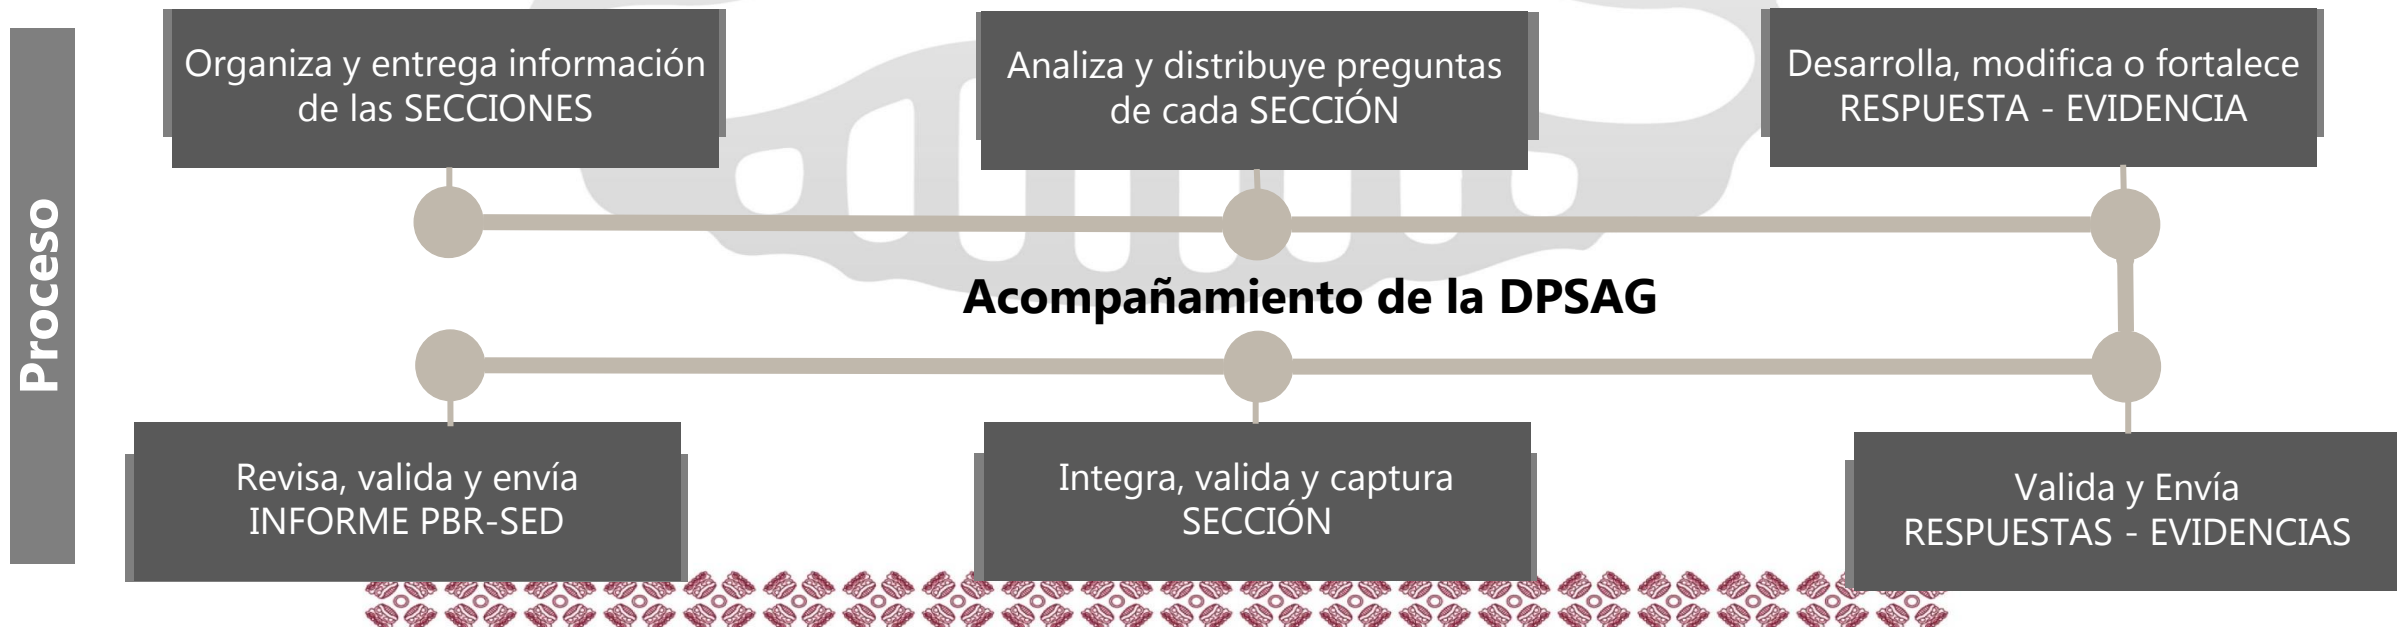 Proceso
Organiza y entrega información
de las SECCIONES
Analiza y distribuye preguntas
de cada SECCIÓN
Desarrolla, modifica o fortalece
RESPUESTA - EVIDENCIA
Acompañamiento de la DPSAG
Revisa, valida y envía
INFORME PBR-SED
Integra, valida y captura
SECCIÓN
Valida y Envía
RESPUESTAS - EVIDENCIAS